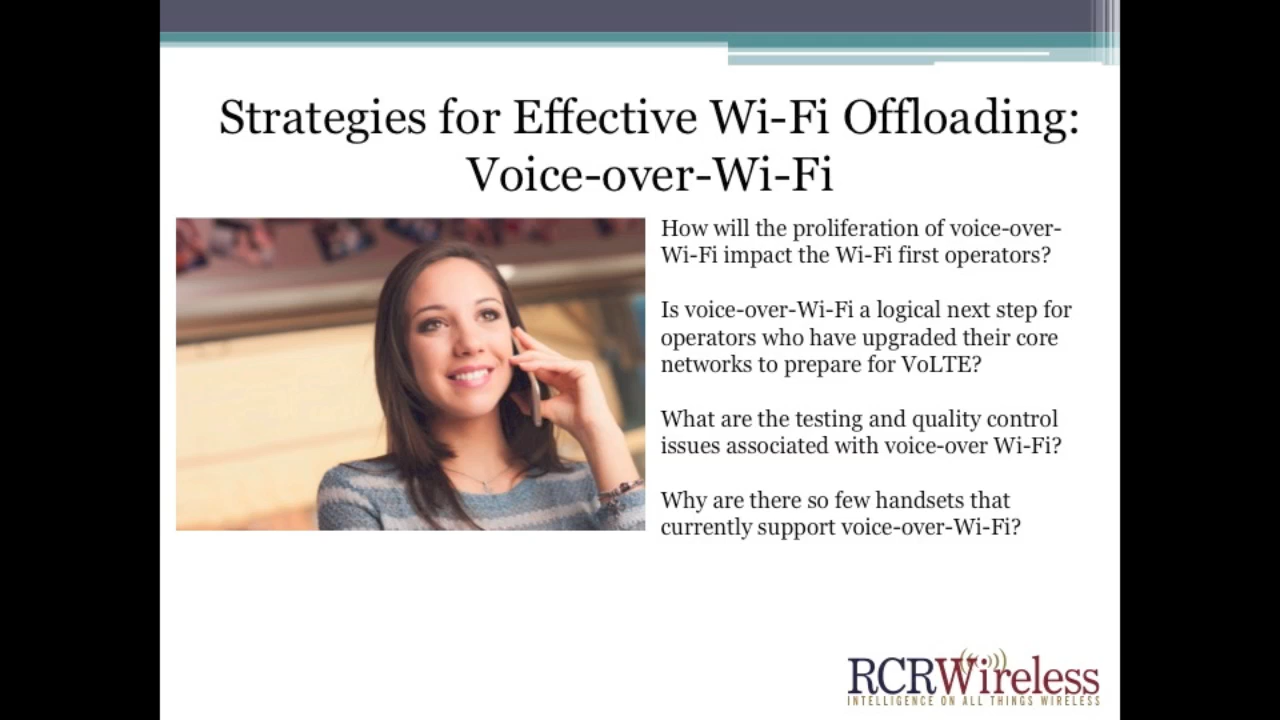 Strategies for Effective Wi-Fi Offloading:
Voice-over-Wi-Fi
How will the proliferation of voice-over-
Wi-Fi impact the Wi-Fi first operators?
Is voice-over-Wi-Fi a logical next step for
operators who have upgraded their core
networks to prepare for VoLTE?
What are the testing and quality control
issues associated with voice-over Wi-Fi?
Why are there so few handsets that
currently support voice-over-Wi-Fi?
RCRWireless
INTELLIGENCE ON ALL THINGS WIRELESS